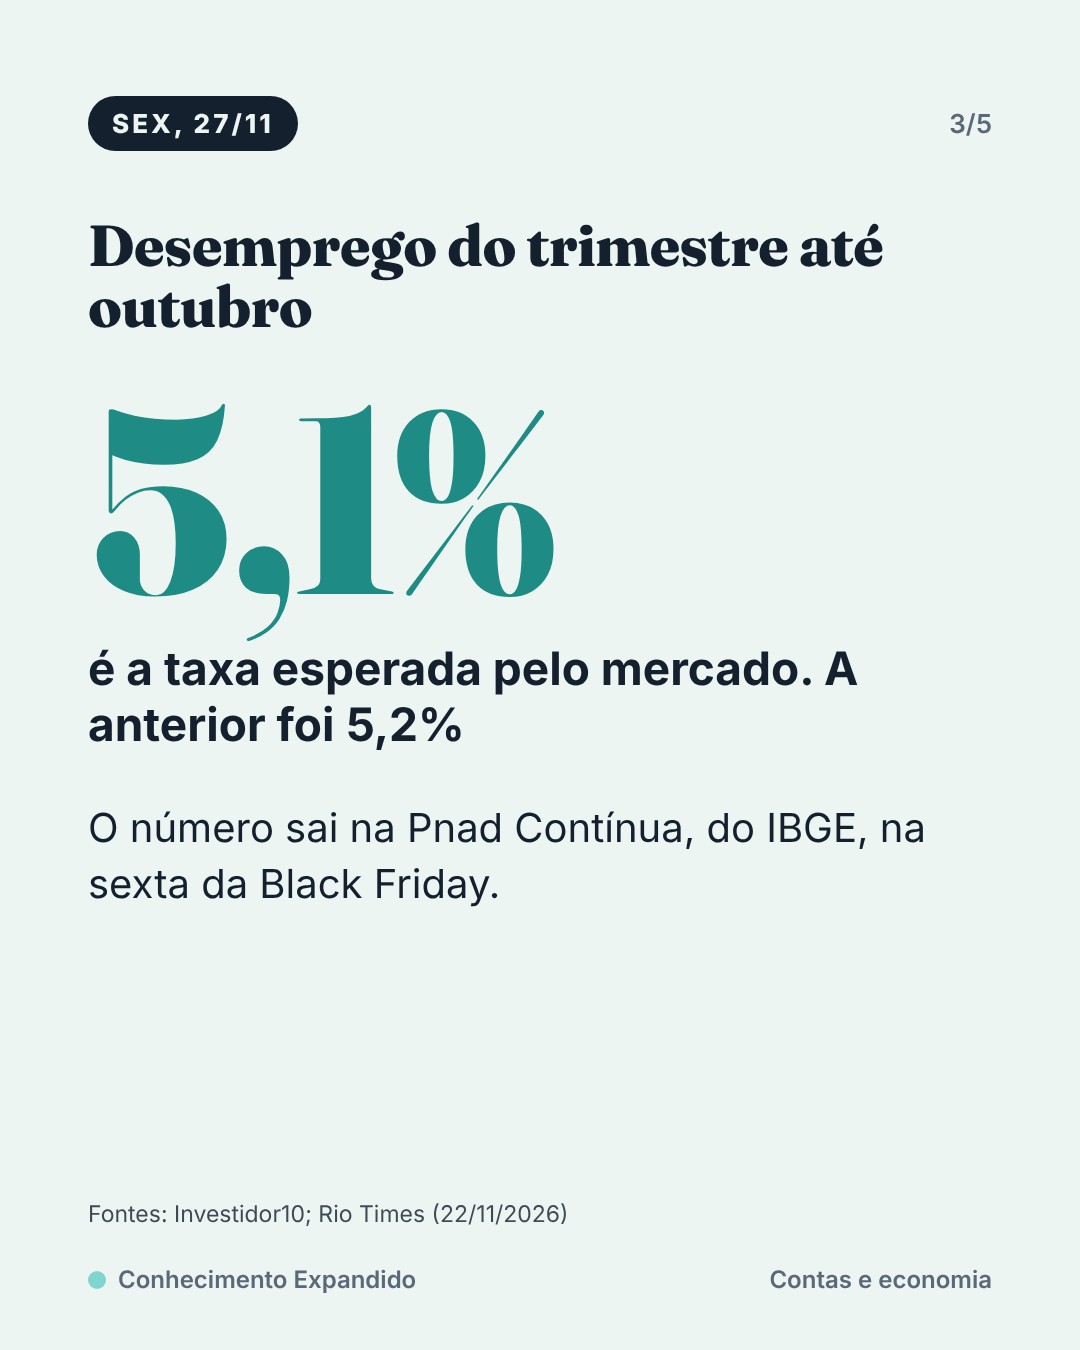 SEX, 27/11
3/5
Desemprego do trimestre até
outubro
5,1%
é a taxa esperada pelo mercado. A
anterior foi 5,2%
O número sai na Pnad Contínua, do IBGE, na
sexta da Black Friday.
Fontes: Investidor10; Rio Times (22/11/2026)
Conhecimento Expandido
Contas e economia